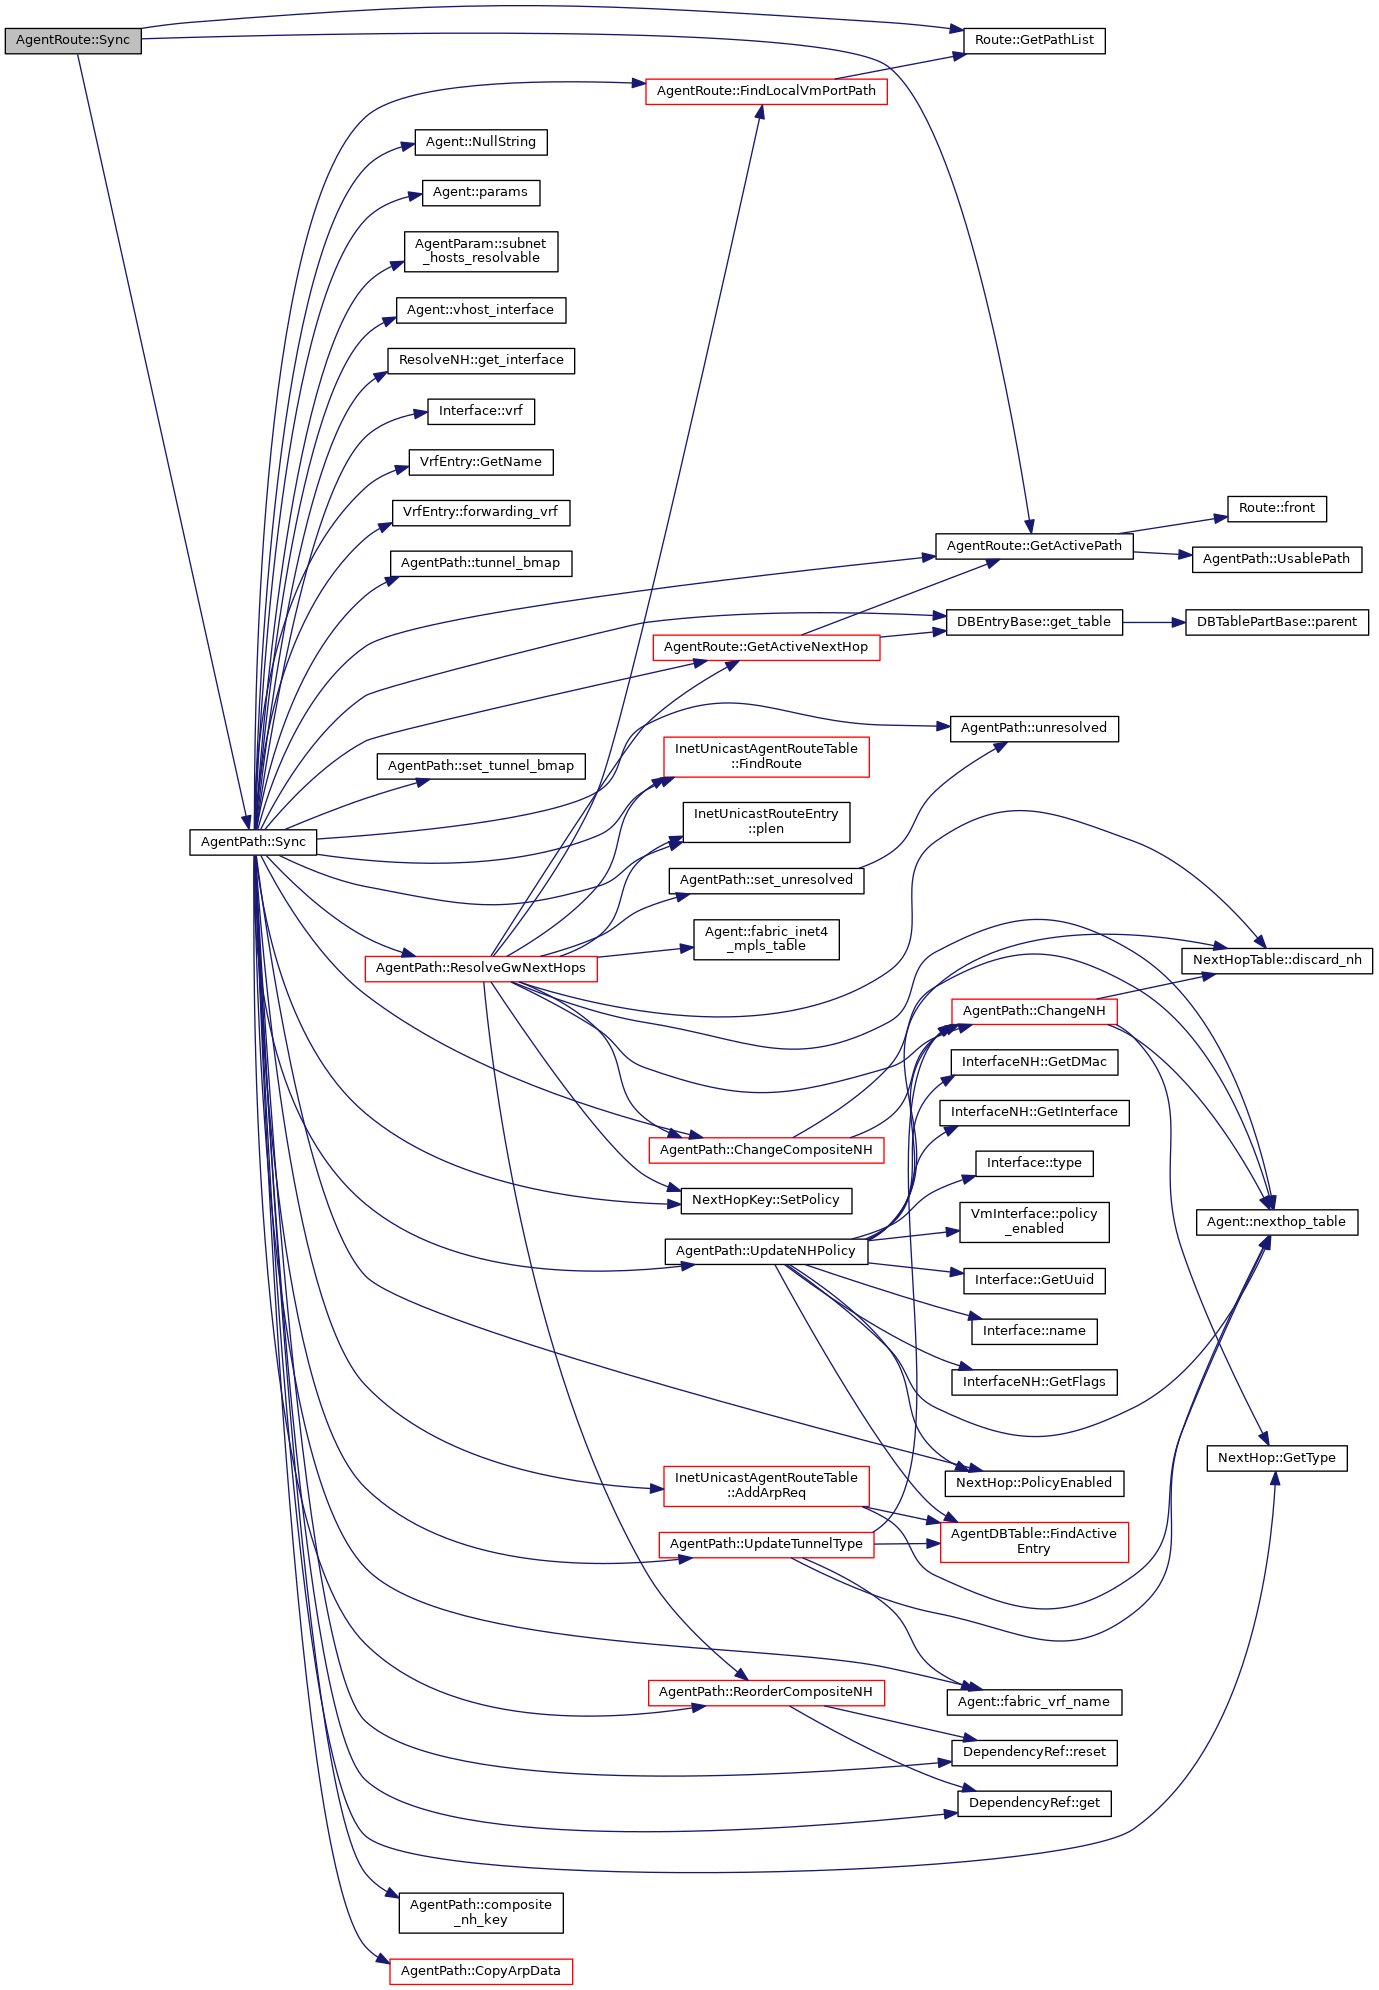 AgentRoute::Sync
Route::GetPathList
AgentRoute::FindLocalVmPortPath
Agent::NullString
Agent::params
AgentParam::subnet
_hosts_resolvable
Agent::vhost_interface
ResolveNH::get_interface
Interface::vrf
VrfEntry::GetName
VrfEntry::forwarding_vrf
Route::front
AgentRoute::GetActivePath
AgentPath::UsablePath
AgentPath::tunnel_bmap
DBEntryBase::get_table
DBTablePartBase::parent
AgentRoute::GetActiveNextHop
AgentPath::unresolved
InetUnicastAgentRouteTable
::FindRoute
AgentPath::set_tunnel_bmap
InetUnicastRouteEntry
::plen
AgentPath::Sync
AgentPath::set_unresolved
Agent::fabric_inet4
_mpls_table
NextHopTable::discard_nh
AgentPath::ResolveGwNextHops
AgentPath::ChangeNH
InterfaceNH::GetDMac
InterfaceNH::GetInterface
AgentPath::ChangeCompositeNH
Interface::type
NextHopKey::SetPolicy
VmInterface::policy
_enabled
Agent::nexthop_table
AgentPath::UpdateNHPolicy
Interface::GetUuid
Interface::name
InterfaceNH::GetFlags
NextHop::GetType
NextHop::PolicyEnabled
InetUnicastAgentRouteTable
::AddArpReq
AgentDBTable::FindActive
Entry
AgentPath::UpdateTunnelType
AgentPath::ReorderCompositeNH
Agent::fabric_vrf_name
DependencyRef::reset
DependencyRef::get
AgentPath::composite
_nh_key
AgentPath::CopyArpData